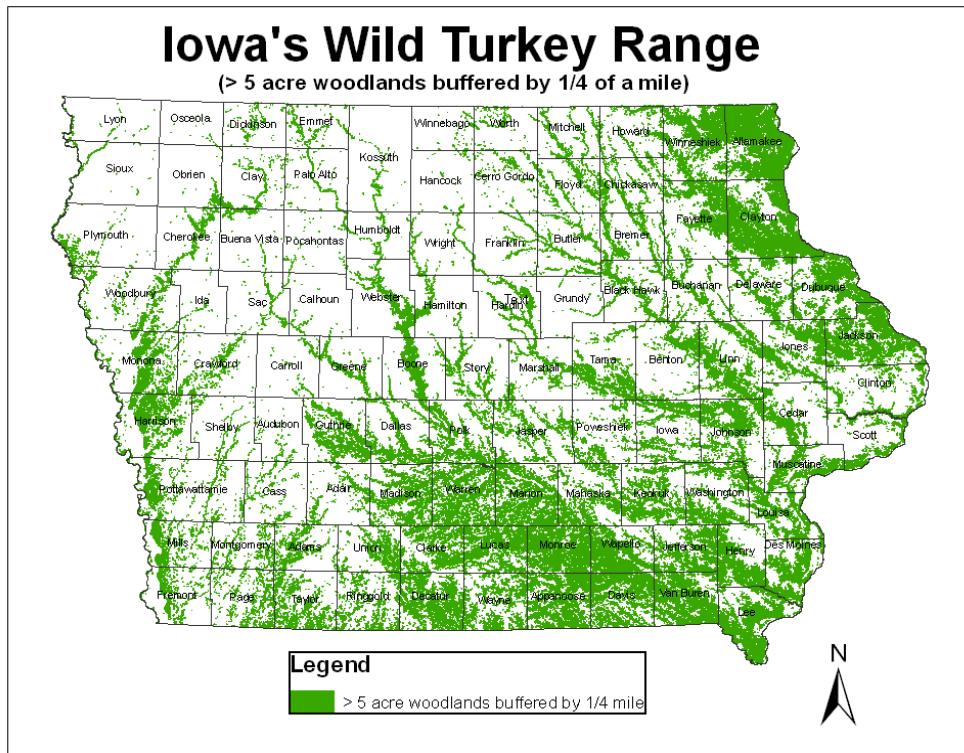 Iowa's Wild Turkey Range
(> 5 acre woodlands buffered by 1/4 of a mile)
Lyon Osceola Dickinson Emmet Winnebago Worth Mitchell Howard Winneshiek Allamakee
Sioux Obrien Clay Palo Alto Kossuth Hancock Cerro Gordo Floyd Chickasaw
Plymouth Cherokee Buena Vista Pocahontas Humboldt Wright Franklin Butler Bremer Fayette Clayton
Woodbury Ida Sac Calhoun Webster Hamilton Hardin Text Grundy Black Hawk Buchanan Delaware Dubuque
Monona Crawford Carroll Greene Boone Story Marshall Tama Benton Linn Jones Jackson
Clinton
Harrison Shelby Audubon Guthrie Dallas Polk Jasper Poweshiek Iowa Johnson Cedar
Scott
Muscatine
Pottawattamie Cass Adair Madison Warren Marion Mahaska Keokuk Washington
Louisa
Mills Montgomery Adams Union Clarke Lucas Monroe Wapello Jefferson Henry Des Moines
Fremont Page Taylor Ringgold Decatur Wayne Appanoose Davis Van Buren Lee
Legend
> 5 acre woodlands buffered by 1/4 mile
N